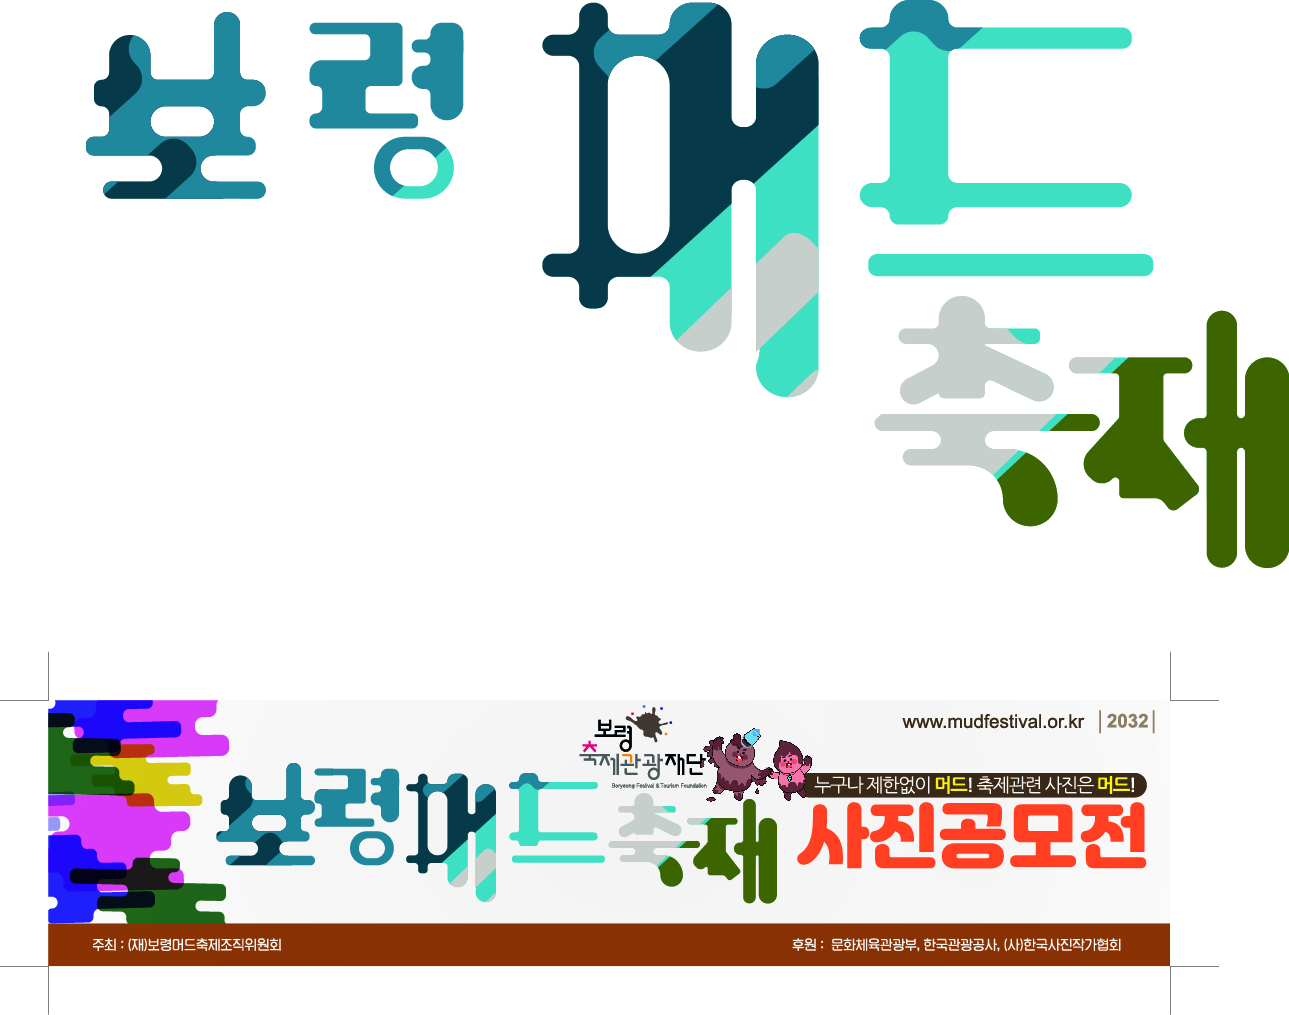 보령 머드
축재
www.mudfestival.or.kr |2032|
보령
축제관광재단
Boryeong Festival & Tourism Foundation
누구나 제한없이 머드! 축제관련 사진은 머드!
보령머드축재 사진공모전
주최 : (재)보령머드축제조직위원회
후원 : 문화체육관광부, 한국관광공사, (사)한국사진작가협회